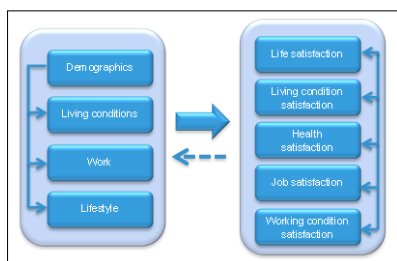 Demographics
Living conditions
Work
Lifestyle
Life satisfaction
Living condition
satisfaction
Health
satisfaction
Job satisfaction
Working condition
satisfaction